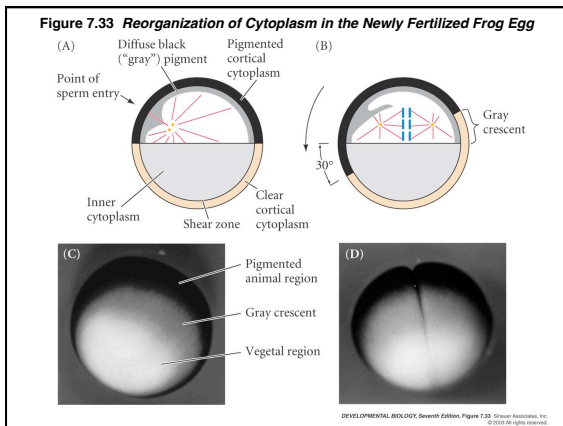 Figure 7.33 Reorganization of Cytoplasm in the Newly Fertilized Frog Egg
(A)
Diffuse black
(“gray”) pigment
Pigmented
cortical
cytoplasm
Point of
sperm entry
Inner
cytoplasm
Shear zone
Clear
cortical
cytoplasm
(B)
Gray
crescent
30°
(C)
Pigmented
animal region
Gray crescent
Vegetal region
(D)
DEVELOPMENTAL BIOLOGY, Seventh Edition, Figure 7.33 Sinauer Associates, Inc.
© 2003 All rights reserved.